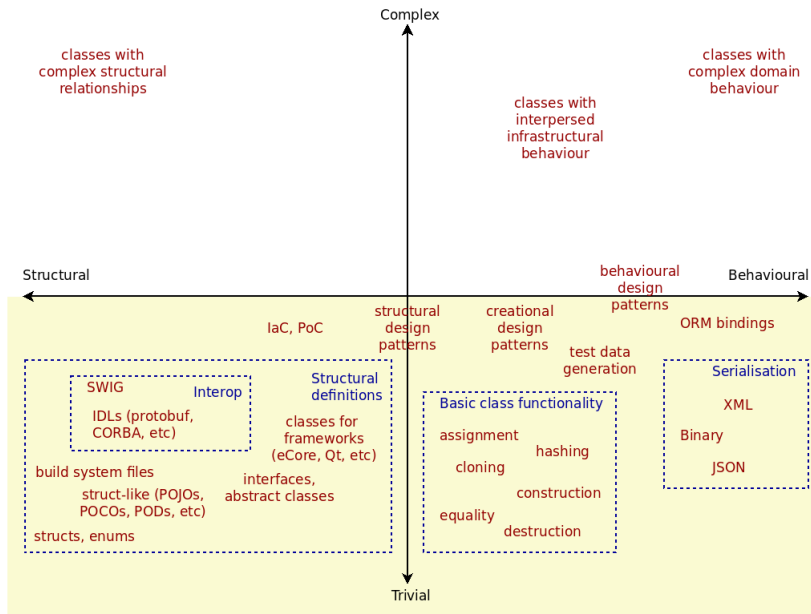 Complex
classes with
complex structural
relationships
classes with
complex domain
behaviour
classes with
interpersed
infrastructural
behaviour
Structural
Behavioural
behavioural
design
patterns
IaC, PoC
structural
design
patterns
creational
design
patterns
ORM bindings
test data
generation
SWIG
Interop
IDLs (protobuf,
CORBA, etc)
Structural
definitions
classes for
frameworks
(eCore, Qt, etc)
build system files
struct-like (POJOs,
POCOs, PODs, etc)
interfaces,
abstract classes
structs, enums
Basic class functionality
assignment
hashing
cloning
construction
equality
destruction
Serialisation
XML
Binary
JSON
Trivial